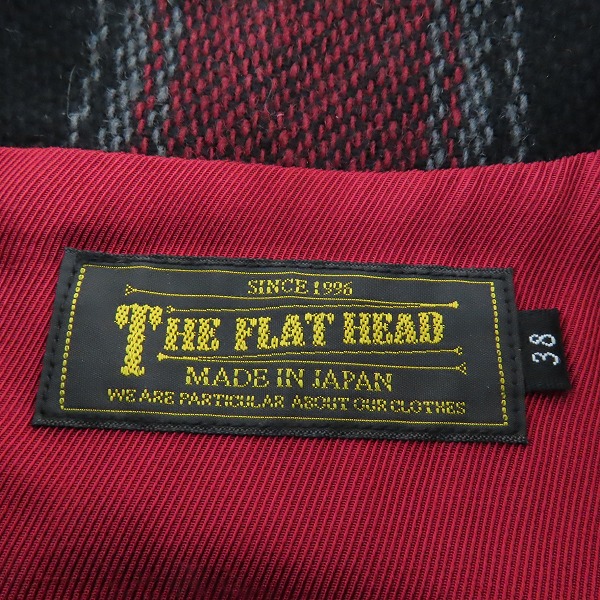 SINCE 1996
THE FLAT HEAD
MADE IN JAPAN
WE ARE PARTICULAR ABOUT OUR CLOTHES
38